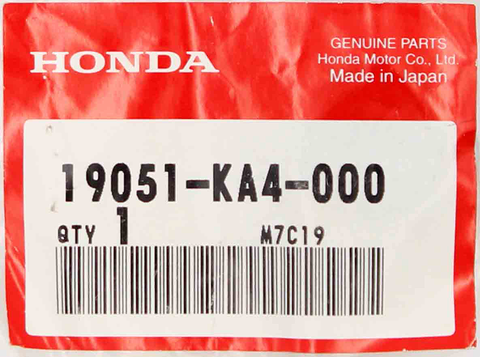 HONDA
GENUINE PARTS
Honda Motor Co., Ltd.
Made in Japan
19051-KA4-000
QTY 1 M7C19